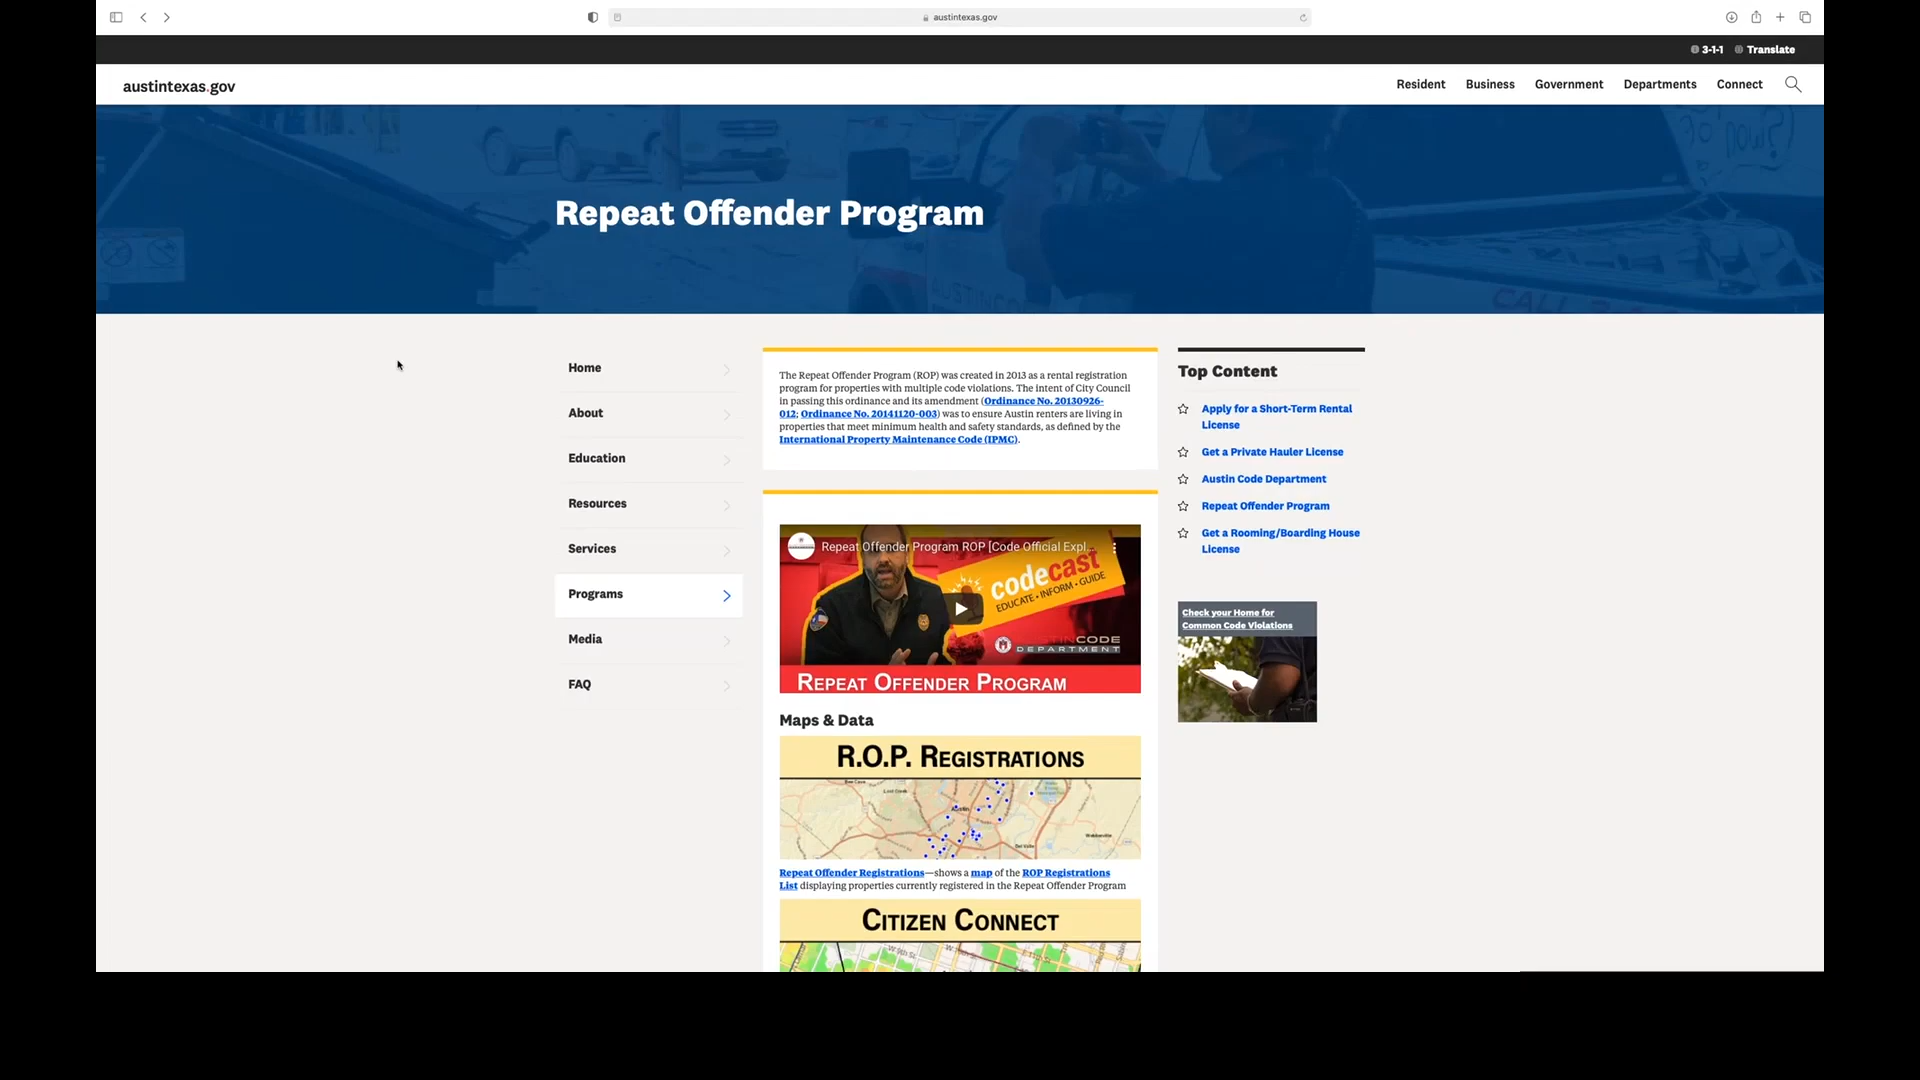 austintexas.gov
3-1-1 Translate
austintexas.gov
Resident Business Government Departments Connect
Repeat Offender Program
Home
About
Education
Resources
Services
Programs
Media
FAQ
The Repeat Offender Program (ROP) was created in 2013 as a rental registration
program for properties with multiple code violations. The intent of City Council
in passing this ordinance and its amendment (Ordinance No. 20130926-
012; Ordinance No. 20141120-003) was to ensure Austin renters are living in
properties that meet minimum health and safety standards, as defined by the
International Property Maintenance Code (IPMC).
Repeat Offender Program ROP [Code Official Expl...
codecast
EDUCATE • INFORM • GUIDE
CODE
DEPARTMENT
REPEAT OFFENDER PROGRAM
Maps & Data
R.O.P. REGISTRATIONS
Lost Creek
Austin
Del Valle
Webberville
Repeat Offender Registrations—shows a map of the ROP Registrations
List displaying properties currently registered in the Repeat Offender Program
CITIZEN CONNECT
Top Content
Apply for a Short-Term Rental
License
Get a Private Hauler License
Austin Code Department
Repeat Offender Program
Get a Rooming/Boarding House
License
Check your Home for
Common Code Violations